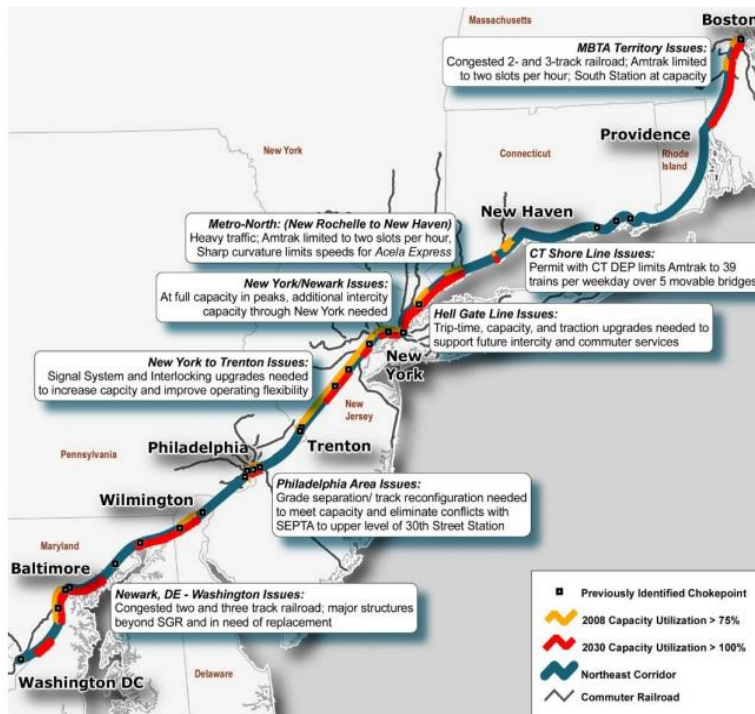 Massachusetts
Boston
MBTA Territory Issues:
Congested 2- and 3-track railroad; Amtrak limited
to two slots per hour; South Station at capacity
Providence
New York
Connecticut
Rhode
Island
New Haven
Metro-North: (New Rochelle to New Haven)
Heavy traffic; Amtrak limited to two slots per hour,
Sharp curvature limits speeds for Acela Express
CT Shore Line Issues:
Permit with CT DEP limits Amtrak to 39
trains per weekday over 5 movable bridges
New York/Newark Issues:
At full capacity in peaks, additional intercity
capacity through New York needed
Hell Gate Line Issues:
Trip-time, capacity, and traction upgrades needed to
support future intercity and commuter services
New York to Trenton Issues:
Signal System and Interlocking upgrades needed
to increase capcity and improve operating flexibility
New
York
New
Jersey
Trenton
Philadelphia
Pennsylvania
Philadelphia Area Issues:
Grade separation/ track reconfiguration needed
to meet capacity and eliminate conflicts with
SEPTA to upper level of 30th Street Station
Wilmington
Maryland
Baltimore
Newark, DE - Washington Issues:
Congested two and three track railroad; major structures
beyond SGR and in need of replacement
Washington DC
Delaware
Previously Identified Chokepoint
2008 Capacity Utilization > 75%
2030 Capacity Utilization > 100%
Northeast Corridor
Commuter Railroad